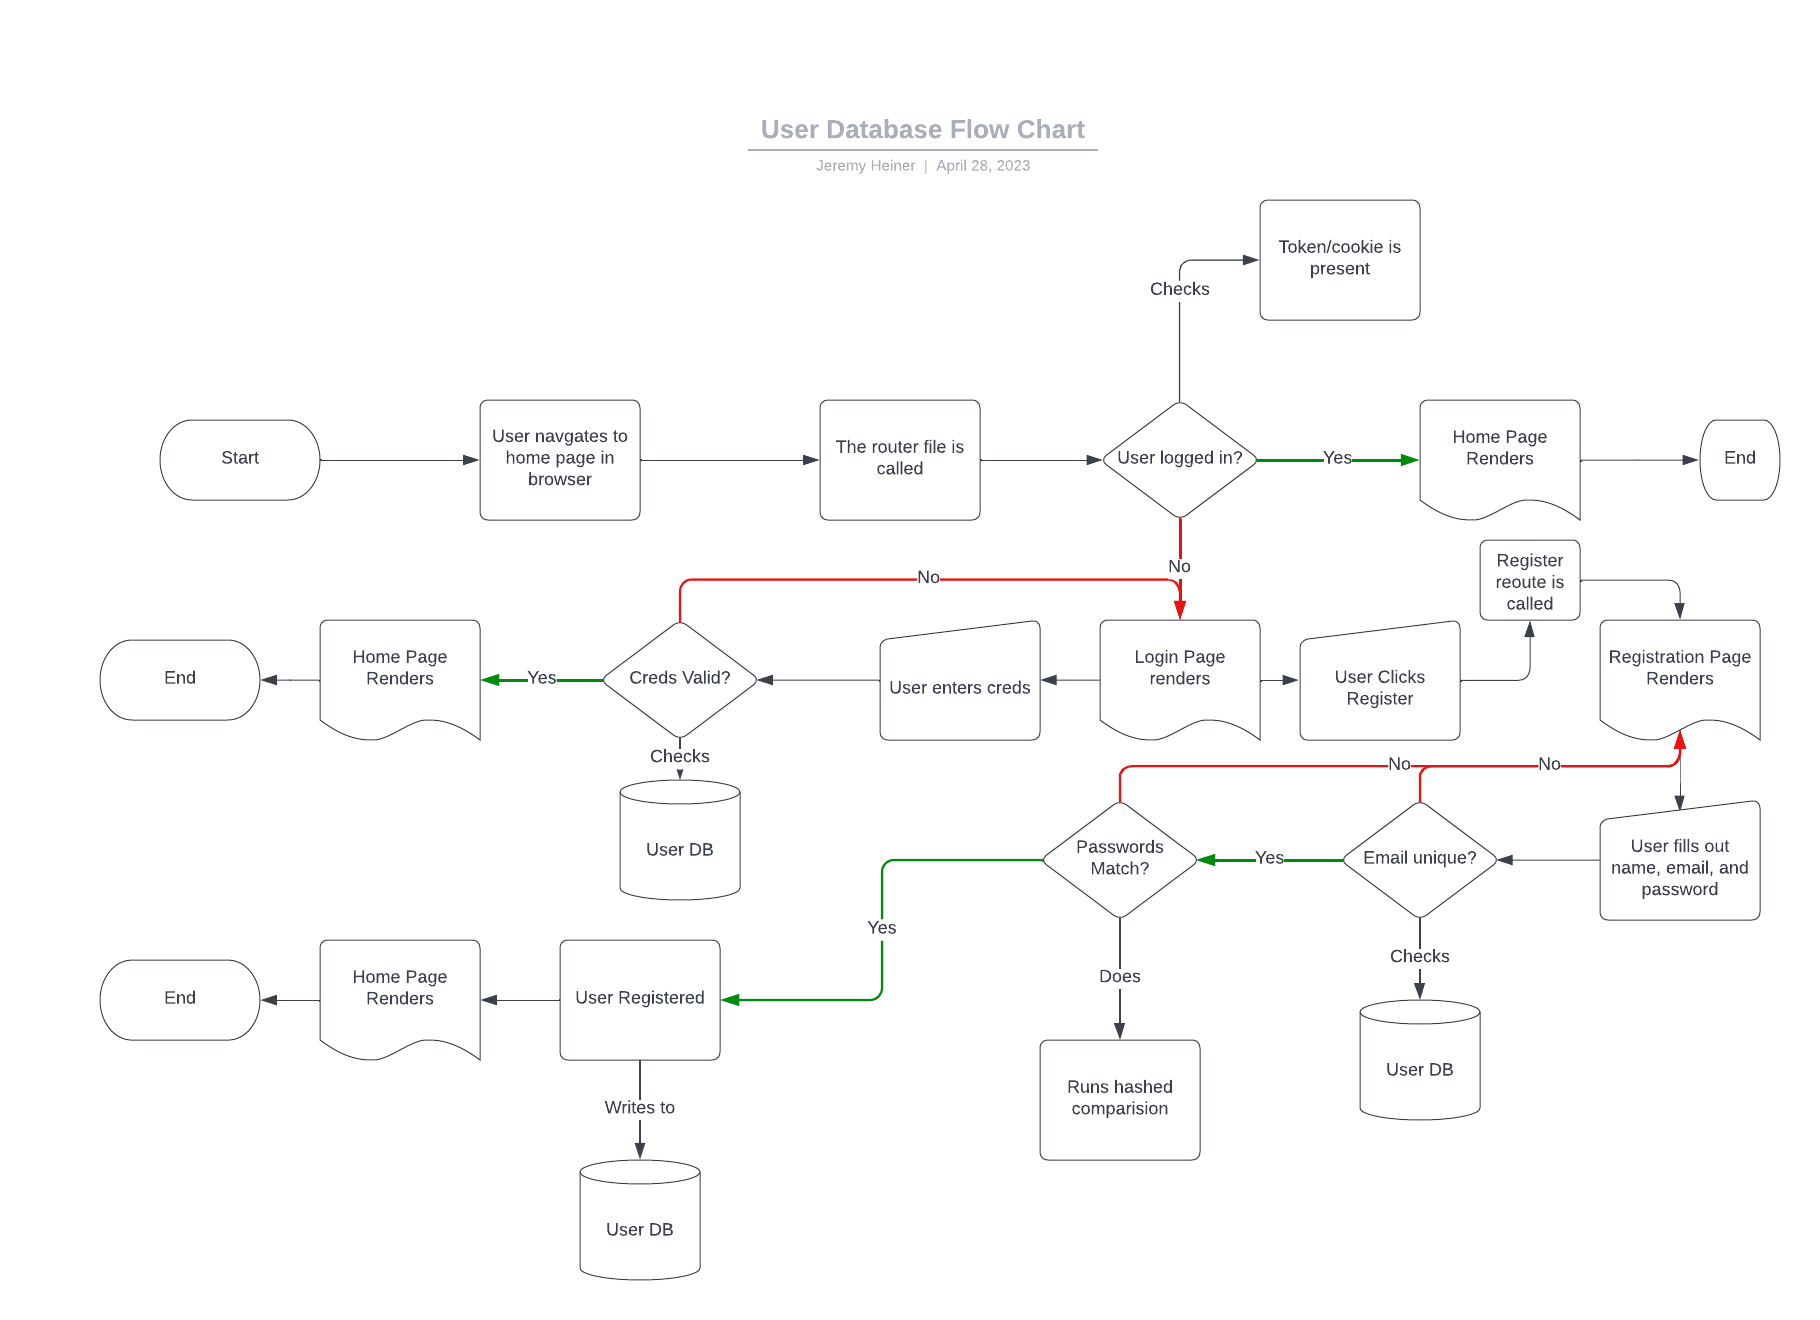 User Database Flow Chart
Jeremy Heiner | April 28, 2023
Token/cookie is
present
Checks
Start
User navgates to
home page in
browser
The router file is
called
User logged in?
Yes
Home Page
Renders
End
No
No
Register
reoute is
called
End
Home Page
Renders
Yes
Creds Valid?
User enters creds
Login Page
renders
User Clicks
Register
Registration Page
Renders
Checks
User DB
No
No
Passwords
Match?
Yes
Email unique?
User fills out
name, email, and
password
Yes
Checks
Does
End
Home Page
Renders
User Registered
Runs hashed
comparision
User DB
Writes to
User DB